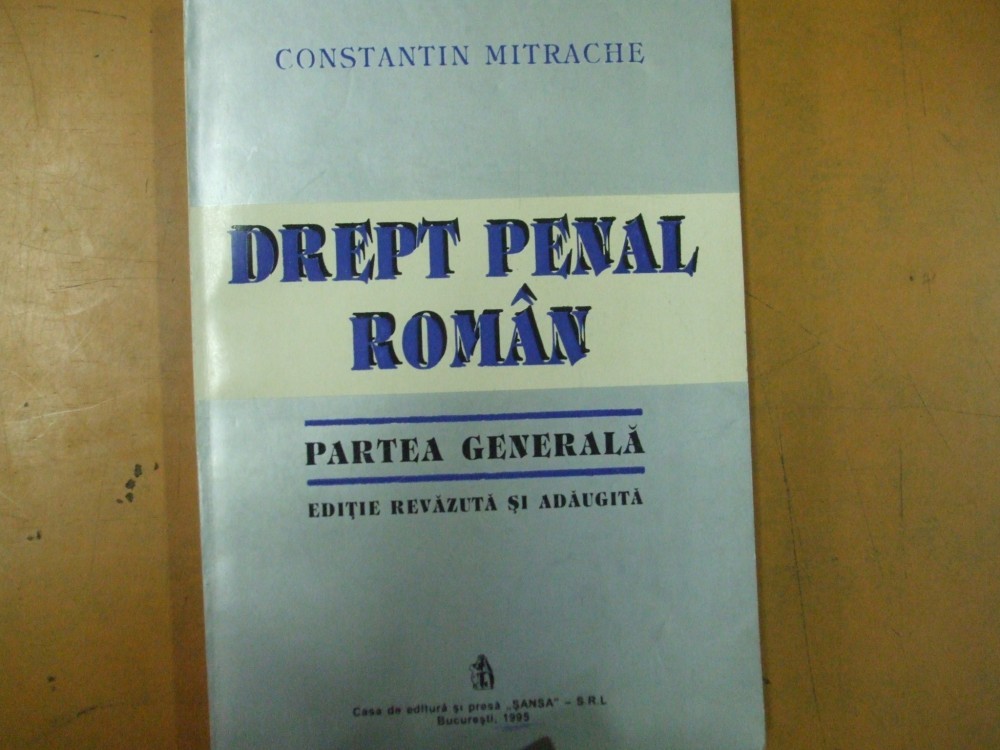 CONSTANTIN MITRACHE
DREPT PENAL
ROMÂN
PARTEA GENERALĂ
EDIȚIE REVĂZUTĂ ȘI ADĂUGITĂ
Casa de editură și presă „ȘANSA” – S.R.L
București, 1995